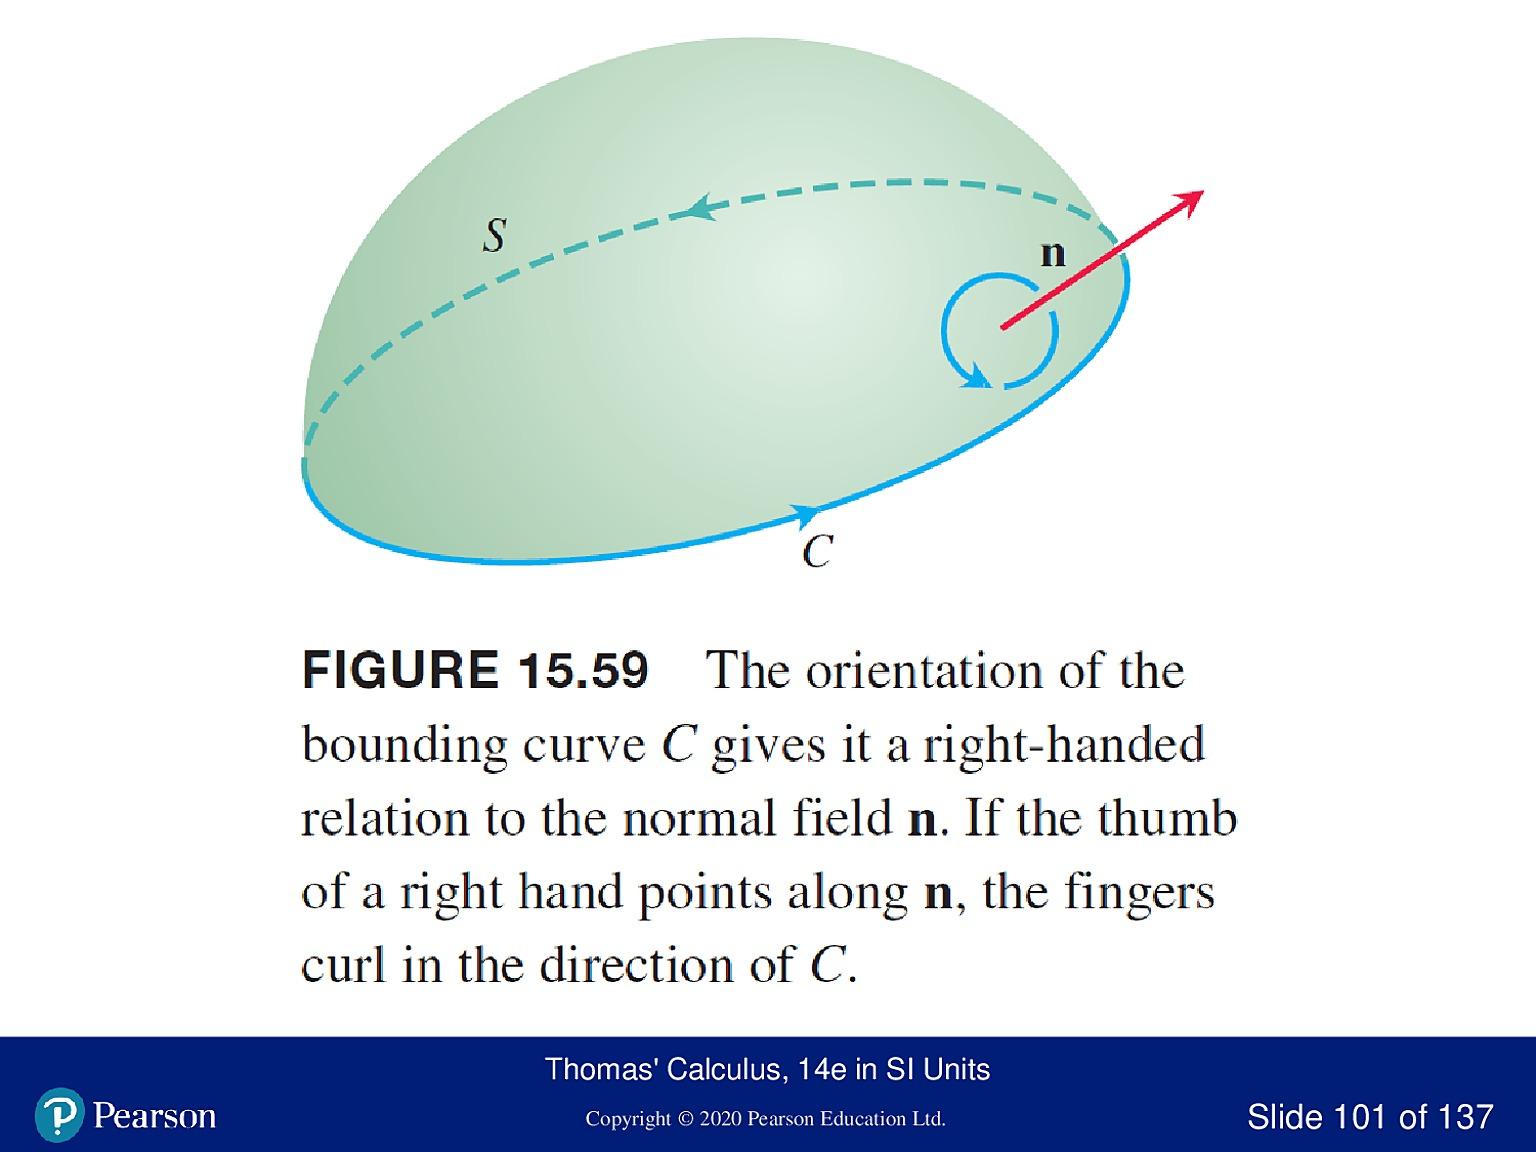 S
n
C
FIGURE 15.59 The orientation of the
bounding curve C gives it a right-handed
relation to the normal field n. If the thumb
of a right hand points along n, the fingers
curl in the direction of C.
Thomas' Calculus, 14e in SI Units
Pearson
Copyright © 2020 Pearson Education Ltd.
Slide 101 of 137